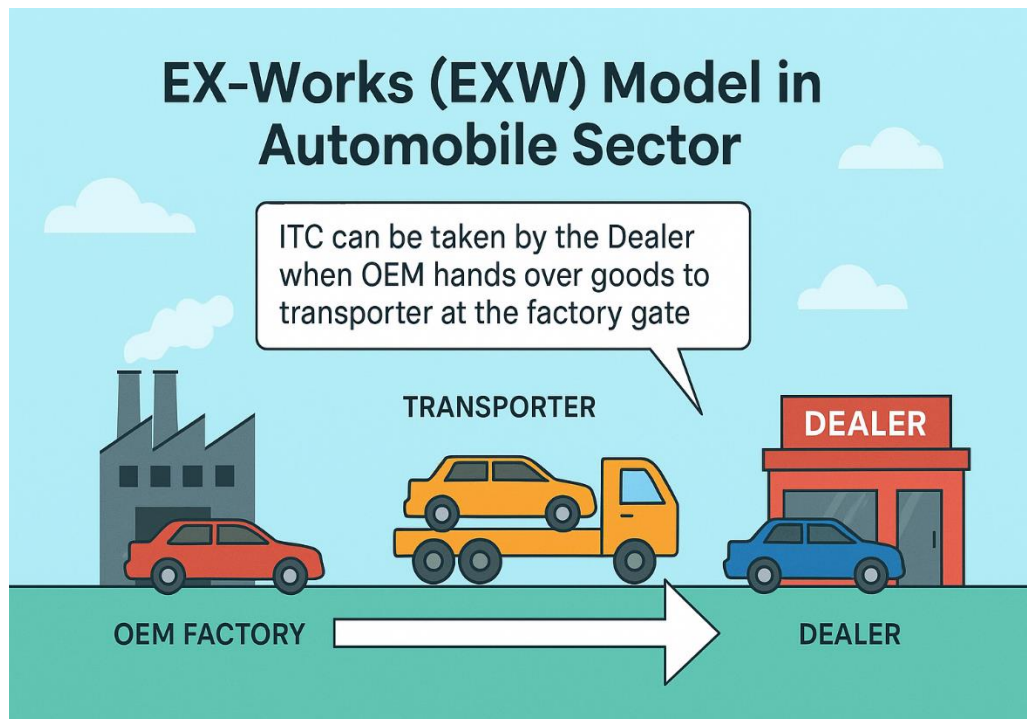 EX-Works (EXW) Model in
Automobile Sector
ITC can be taken by the Dealer
when OEM hands over goods to
transporter at the factory gate
TRANSPORTER
DEALER
OEM FACTORY
DEALER